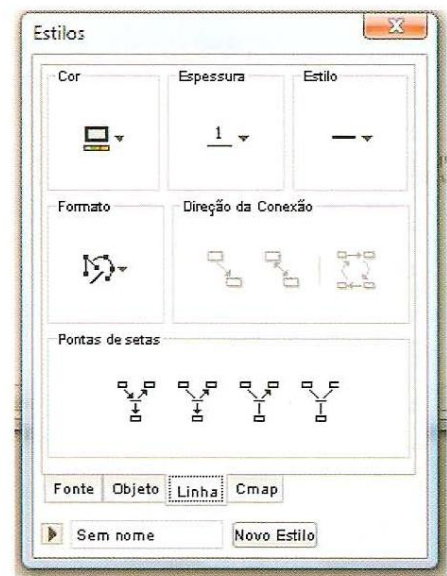 Estilos
Cor
Espessura
Estilo
1
Formato
Direção da Conexão
Pontas de setas
Fonte
Objeto
Linha
Cmap
Sem nome
Novo Estilo